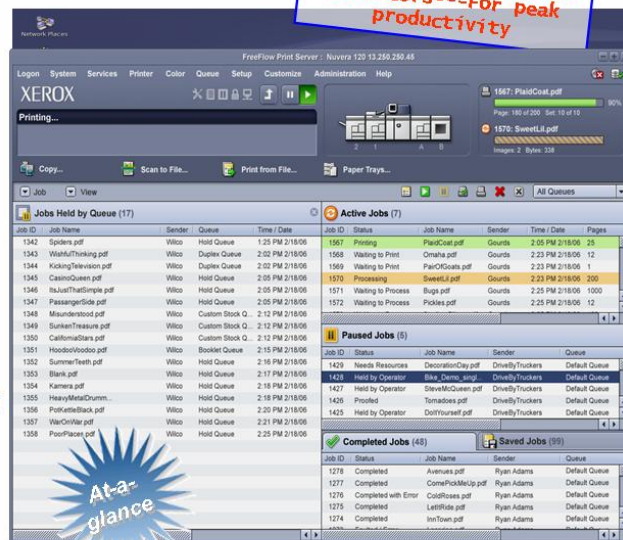 For peak
productivity
Network Places
FreeFlow Print Server : Nuvera 120 13.250.250.46
Logon System Services Printer Color Queue Setup Customize Administration Help
XEROX
Printing...
2 1 A B
1567: PlaidCoat.pdf
90%
Page: 180 of 200 Set: 10 of 10
1570: SweetLil.pdf
Images: 2 Bytes: 338
Copy... Scan to File... Print from File... Paper Trays...
Job View All Queues
Jobs Held by Queue (17)
Job ID Job Name Sender Queue Time / Date
1342 Spiders.pdf Wilco Hold Queue 1:25 PM 2/18/06
1343 WishfulThinking.pdf Wilco Duplex Queue 2:02 PM 2/18/06
1344 KickingTelevision.pdf Wilco Duplex Queue 2:02 PM 2/18/06
1345 CasinoQueen.pdf Wilco Hold Queue 2:05 PM 2/18/06
1346 ItsJustThatSimple.pdf Wilco Hold Queue 2:05 PM 2/18/06
1347 PassangerSide.pdf Wilco Hold Queue 2:05 PM 2/18/06
1348 Misunderstood.pdf Wilco Custom Stock Q... 2:12 PM 2/18/06
1349 SunkenTreasure.pdf Wilco Custom Stock Q... 2:12 PM 2/18/06
1350 CaliforniaStars.pdf Wilco Custom Stock Q... 2:12 PM 2/18/06
1351 HoodooVoodoo.pdf Wilco Booklet Queue 2:15 PM 2/18/06
1352 SummerTeeth.pdf Wilco Hold Queue 2:16 PM 2/18/06
1353 Blank.pdf Wilco Hold Queue 2:17 PM 2/18/06
1354 Kamera.pdf Wilco Hold Queue 2:18 PM 2/18/06
1355 HeavyMetalDrumm... Wilco Hold Queue 2:18 PM 2/18/06
1356 PotKettleBlack.pdf Wilco Hold Queue 2:20 PM 2/18/06
1357 WarOnWar.pdf Wilco Hold Queue 2:21 PM 2/18/06
1358 PoorPlaces.pdf Wilco Hold Queue 2:25 PM 2/18/06
At-a-
glance
Active Jobs (7)
Job ID Status Job Name Sender Time / Date Pages
1567 Printing PlaidCoat.pdf Gourds 2:05 PM 2/18/06 25
1568 Waiting to Print Omaha.pdf Gourds 2:23 PM 2/18/06 12
1569 Waiting to Print PairOfGoats.pdf Gourds 2:23 PM 2/18/06 1
1570 Processing SweetLil.pdf Gourds 2:23 PM 2/18/06 200
1571 Waiting to Process Bugs.pdf Gourds 2:25 PM 2/18/06 1000
1572 Waiting to Process Pickles.pdf Gourds 2:25 PM 2/18/06 12
Paused Jobs (5)
Job ID Status Job Name Sender Queue
1429 Needs Resources DecorationDay.pdf DriveByTruckers Default Queue
1428 Held by Operator Bike_Demo_singl... DriveByTruckers Default Queue
1427 Held by Operator SteveMcQueen.pdf DriveByTruckers Default Queue
1426 Proofed Tornadoes.pdf DriveByTruckers Default Queue
1425 Held by Operator DoItYourself.pdf DriveByTruckers Default Queue
Completed Jobs (48) Saved Jobs (99)
Job ID Status Job Name Sender Queue
1278 Completed Avenues.pdf Ryan Adams Default Queue
1277 Completed ComePickMeUp.pdf Ryan Adams Default Queue
1276 Completed with Error ColdRoses.pdf Ryan Adams Default Queue
1275 Completed LetItRide.pdf Ryan Adams Default Queue
1274 Completed InnTown.pdf Ryan Adams Default Queue